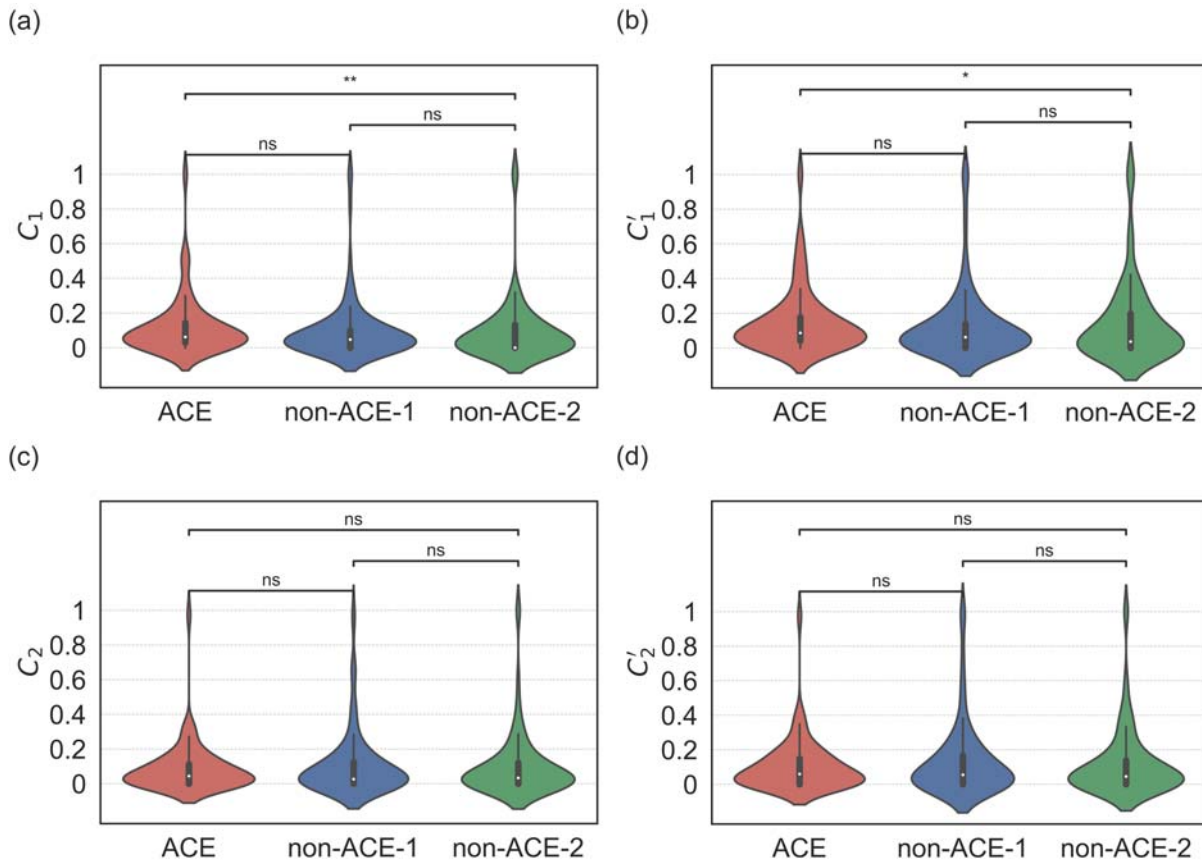 (a)
**
ns
ns
1
0.8
0.6
0.4
0.2
0
C₁
ACE non-ACE-1 non-ACE-2
(b)
*
ns
ns
1
0.8
0.6
0.4
0.2
0
C′₁
ACE non-ACE-1 non-ACE-2
(c)
ns
ns
ns
1
0.8
0.6
0.4
0.2
0
C₂
ACE non-ACE-1 non-ACE-2
(d)
ns
ns
ns
1
0.8
0.6
0.4
0.2
0
C′₂
ACE non-ACE-1 non-ACE-2